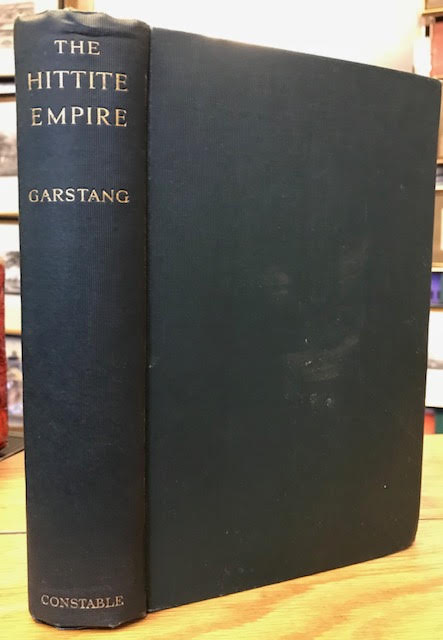 THE
HITTITE
EMPIRE
GARSTANG
CONSTABLE